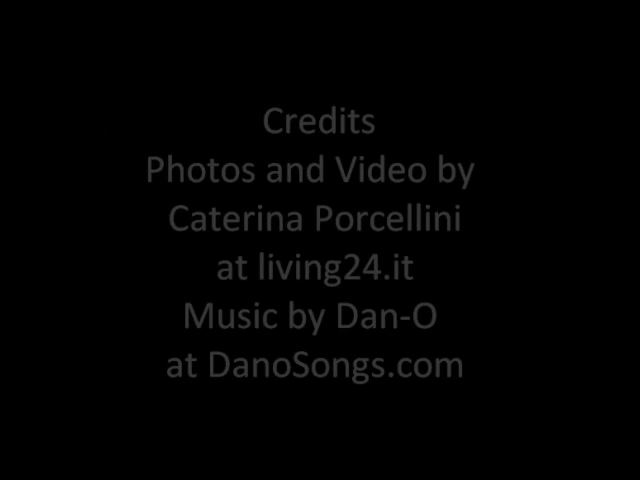 Credits
Photos and Video by
Caterina Porcellini
at living24.it
Music by Dan-O
at DanoSongs.com